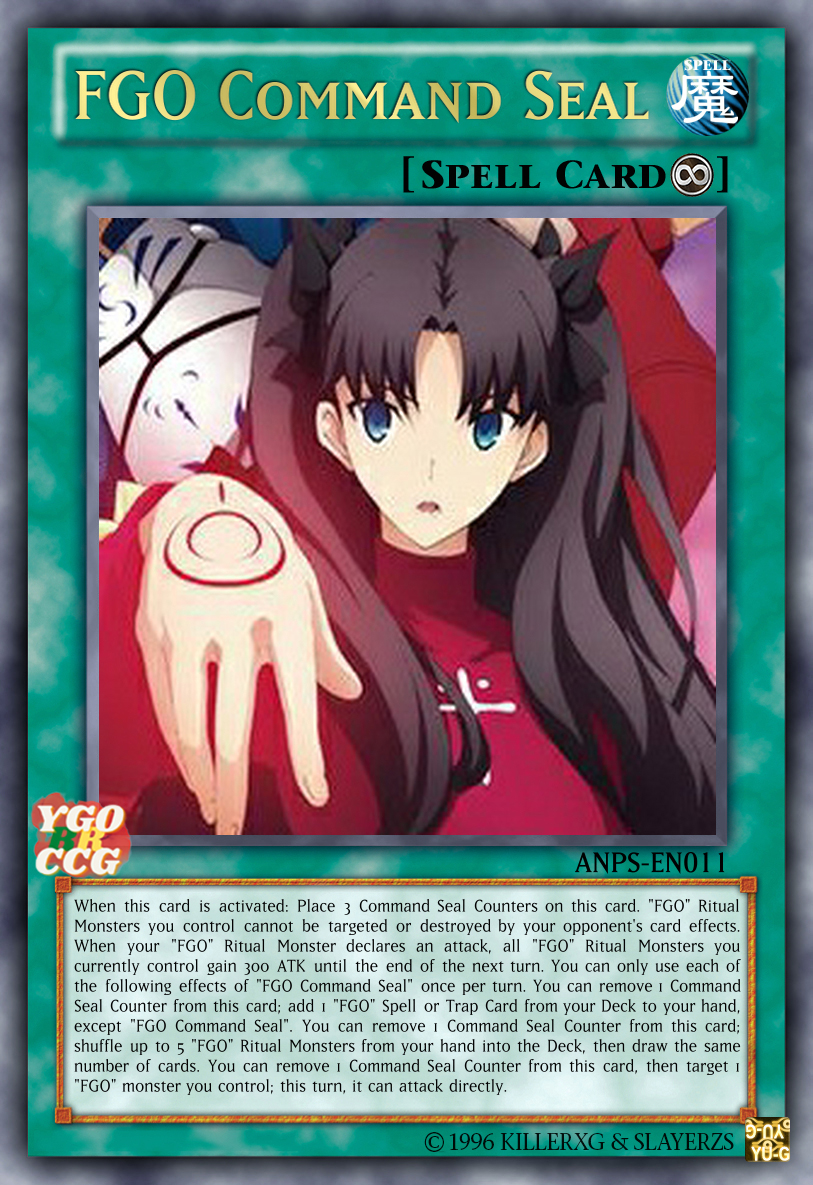 FGO Command Seal
SPELL
魔
[Spell Card∞]
YGO
RR
CCG
ANPS-EN011
When this card is activated: Place 3 Command Seal Counters on this card. "FGO" Ritual
Monsters you control cannot be targeted or destroyed by your opponent's card effects.
When your "FGO" Ritual Monster declares an attack, all "FGO" Ritual Monsters you
currently control gain 300 ATK until the end of the next turn. You can only use each of
the following effects of "FGO Command Seal" once per turn. You can remove 1 Command
Seal Counter from this card; add 1 "FGO" Spell or Trap Card from your Deck to your hand,
except "FGO Command Seal". You can remove 1 Command Seal Counter from this card;
shuffle up to 5 "FGO" Ritual Monsters from your hand into the Deck, then draw the same
number of cards. You can remove 1 Command Seal Counter from this card, then target 1
"FGO" monster you control; this turn, it can attack directly.
© 1996 KILLERXG & SLAYERZS
YU-G